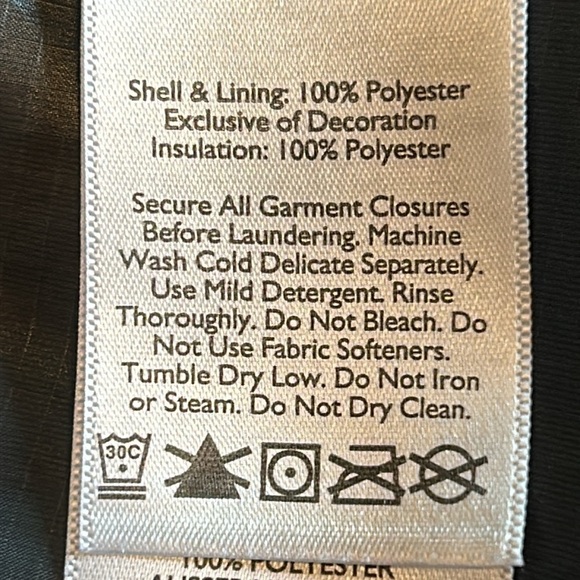 Shell & Lining: 100% Polyester
Exclusive of Decoration
Insulation: 100% Polyester
Secure All Garment Closures
Before Laundering. Machine
Wash Cold Delicate Separately.
Use Mild Detergent. Rinse
Thoroughly. Do Not Bleach. Do
Not Use Fabric Softeners.
Tumble Dry Low. Do Not Iron
or Steam. Do Not Dry Clean.
30C
100% POLYESTER